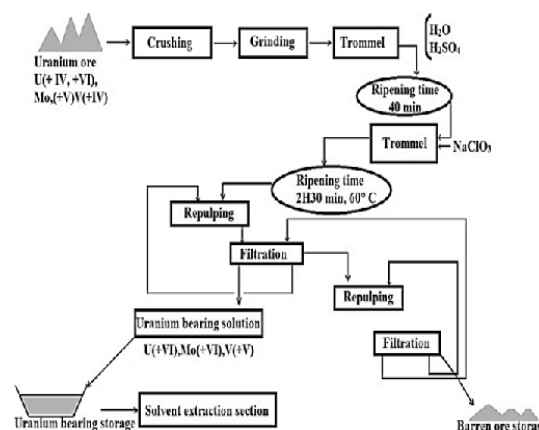 Crushing
Grinding
Trommel
H₂O
H₂SO₄
Uranium ore
U(+IV, +VI),
Mo,(+V)V(+IV)
Ripening time
40 min
Trommel
NaClO₃
Ripening time
2H30 min, 60° C
Repulping
Filtration
Repulping
Uranium bearing solution
U(+VI),Mo(+VI),V(+V)
Filtration
Uranium bearing storage
Solvent extraction section
Barren ore storag